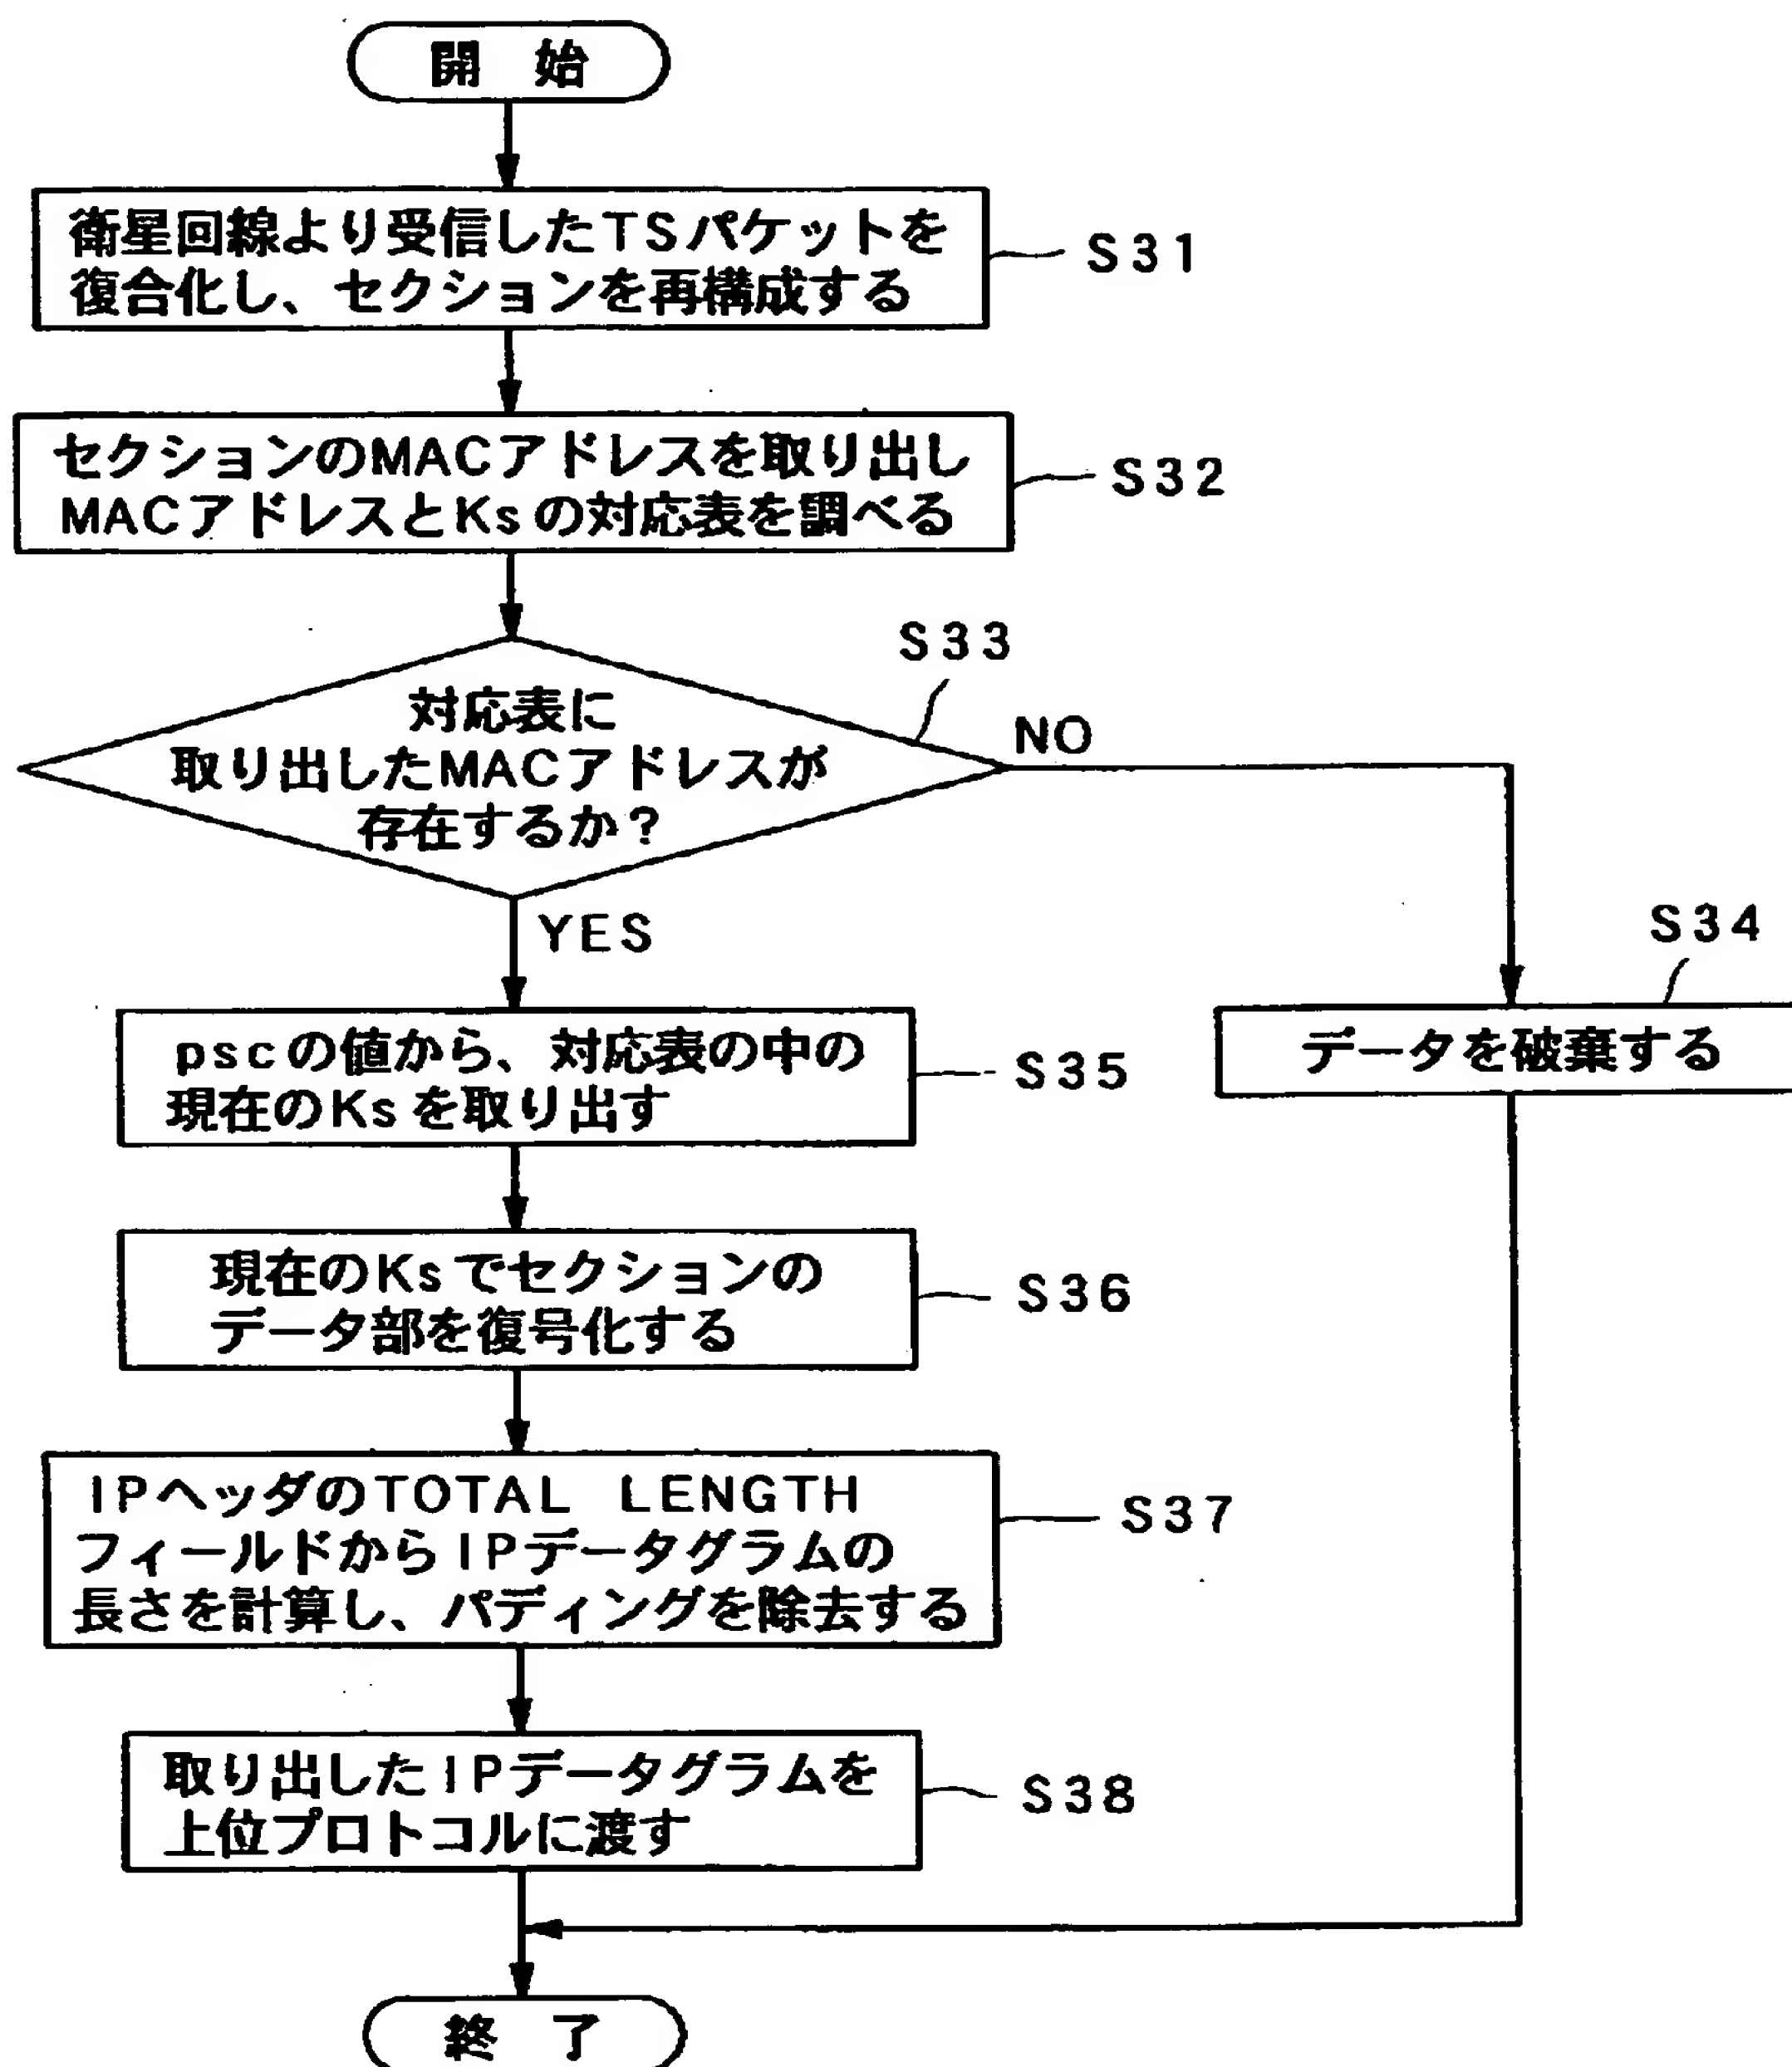 開 始
衛星回線より受信したTSパケットを
復合化し、セクションを再構成する
S31
セクションのMACアドレスを取り出し
MACアドレスとKsの対応表を調べる
S32
S33
対応表に
取り出したMACアドレスが
存在するか?
NO
YES
S34
データを破棄する
pscの値から、対応表の中の
現在のKsを取り出す
S35
現在のKsでセクションの
データ部を復号化する
S36
IPヘッダのTOTAL LENGTH
フィールドからIPデータグラムの
長さを計算し、パディングを除去する
S37
取り出したIPデータグラムを
上位プロトコルに渡す
S38
終 了